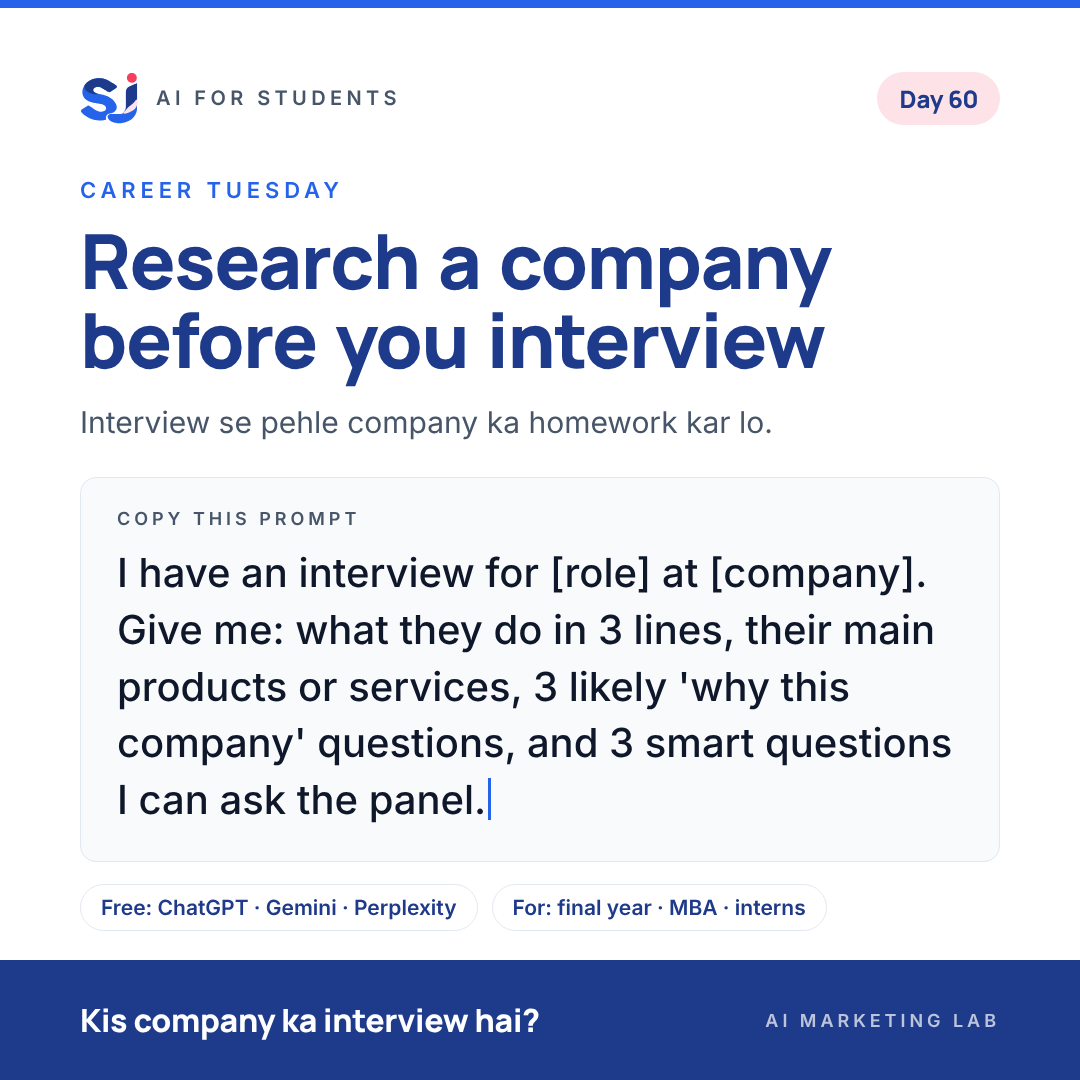 SJ AI FOR STUDENTS
Day 60
CAREER TUESDAY
Research a company
before you interview
Interview se pehle company ka homework kar lo.
COPY THIS PROMPT
I have an interview for [role] at [company].
Give me: what they do in 3 lines, their main
products or services, 3 likely 'why this
company' questions, and 3 smart questions
I can ask the panel.
Free: ChatGPT · Gemini · Perplexity
For: final year · MBA · interns
Kis company ka interview hai?
AI MARKETING LAB